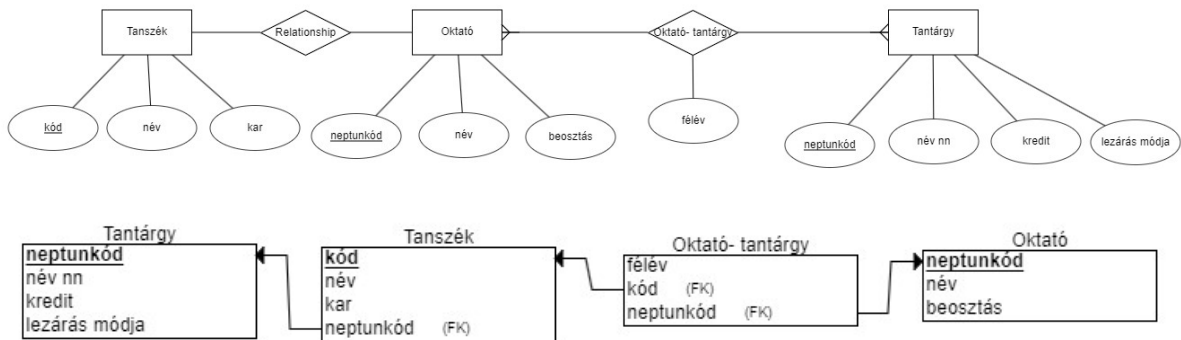 Tanszék
Relationship
Oktató
Oktató- tantárgy
Tantárgy
kód
név
kar
neptunkód
név
beosztás
félév
neptunkód
név nn
kredit
lezárás módja
Tantárgy
neptunkód
név nn
kredit
lezárás módja
Tanszék
kód
név
kar
neptunkód (FK)
Oktató- tantárgy
félév
kód (FK)
neptunkód (FK)
Oktató
neptunkód
név
beosztás